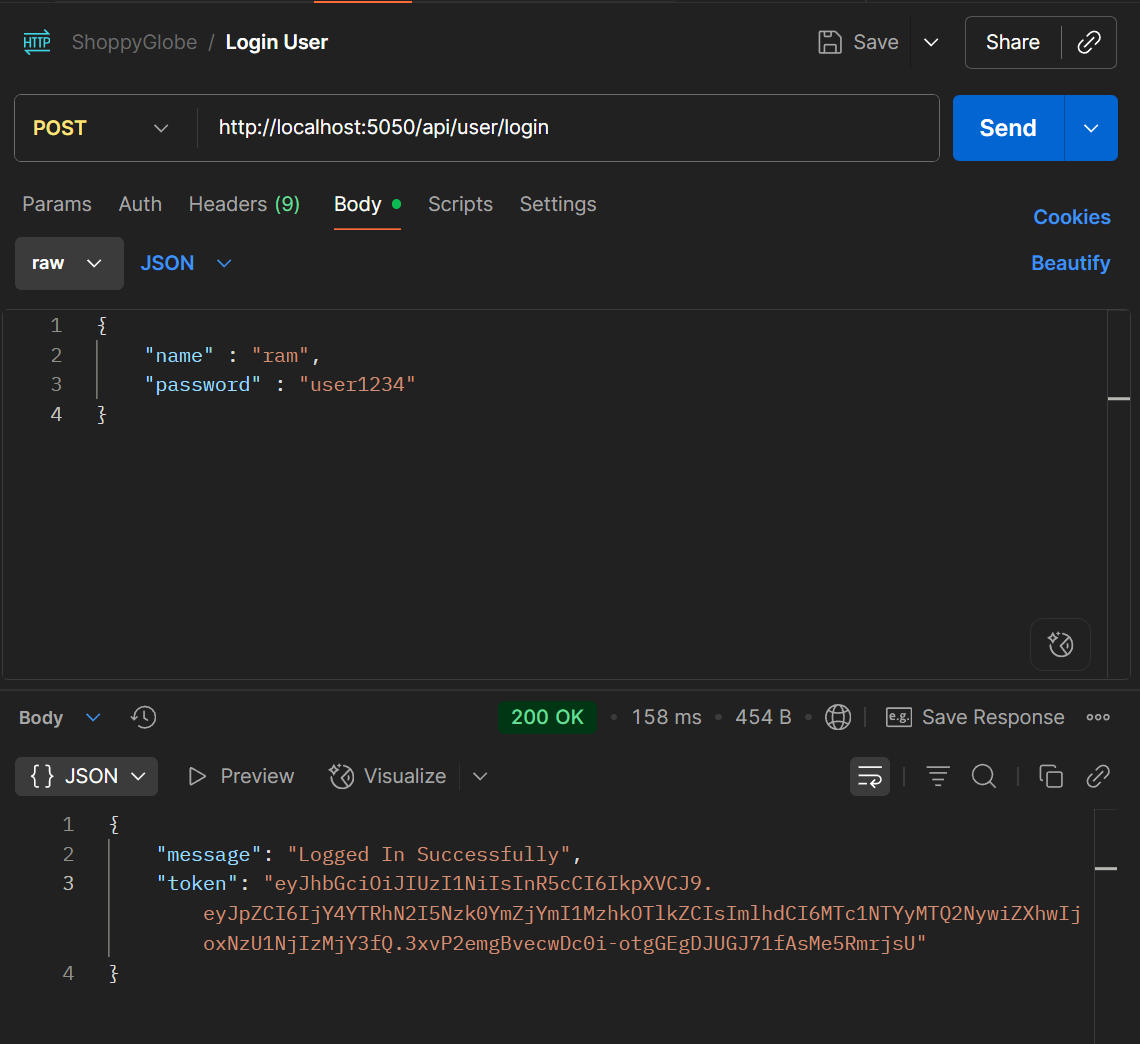 HTTP ShoppyGlobe / Login User Save Share
POST http://localhost:5050/api/user/login Send
Params Auth Headers (9) Body Scripts Settings Cookies
raw JSON Beautify
1 {
2 "name" : "ram",
3 "password" : "user1234"
4 }
Body 200 OK 158 ms 454 B e.g. Save Response
{ } JSON Preview Visualize
1 {
2 "message": "Logged In Successfully",
3 "token": "eyJhbGciOiJIUzI1NiIsInR5cCI6IkpXVCJ9.
eyJpZCI6IjY4YTRhN2I5Nzk0YmZjYmI1MzhkOTlkZCIsImlhdCI6MTc1NTYyMTQ2NywiZXhwIj
oxNzU1NjIzMjY3fQ.3xvP2emgBvecwDc0i-otgGEgDJUGJ71fAsMe5RmrjsU"
4 }